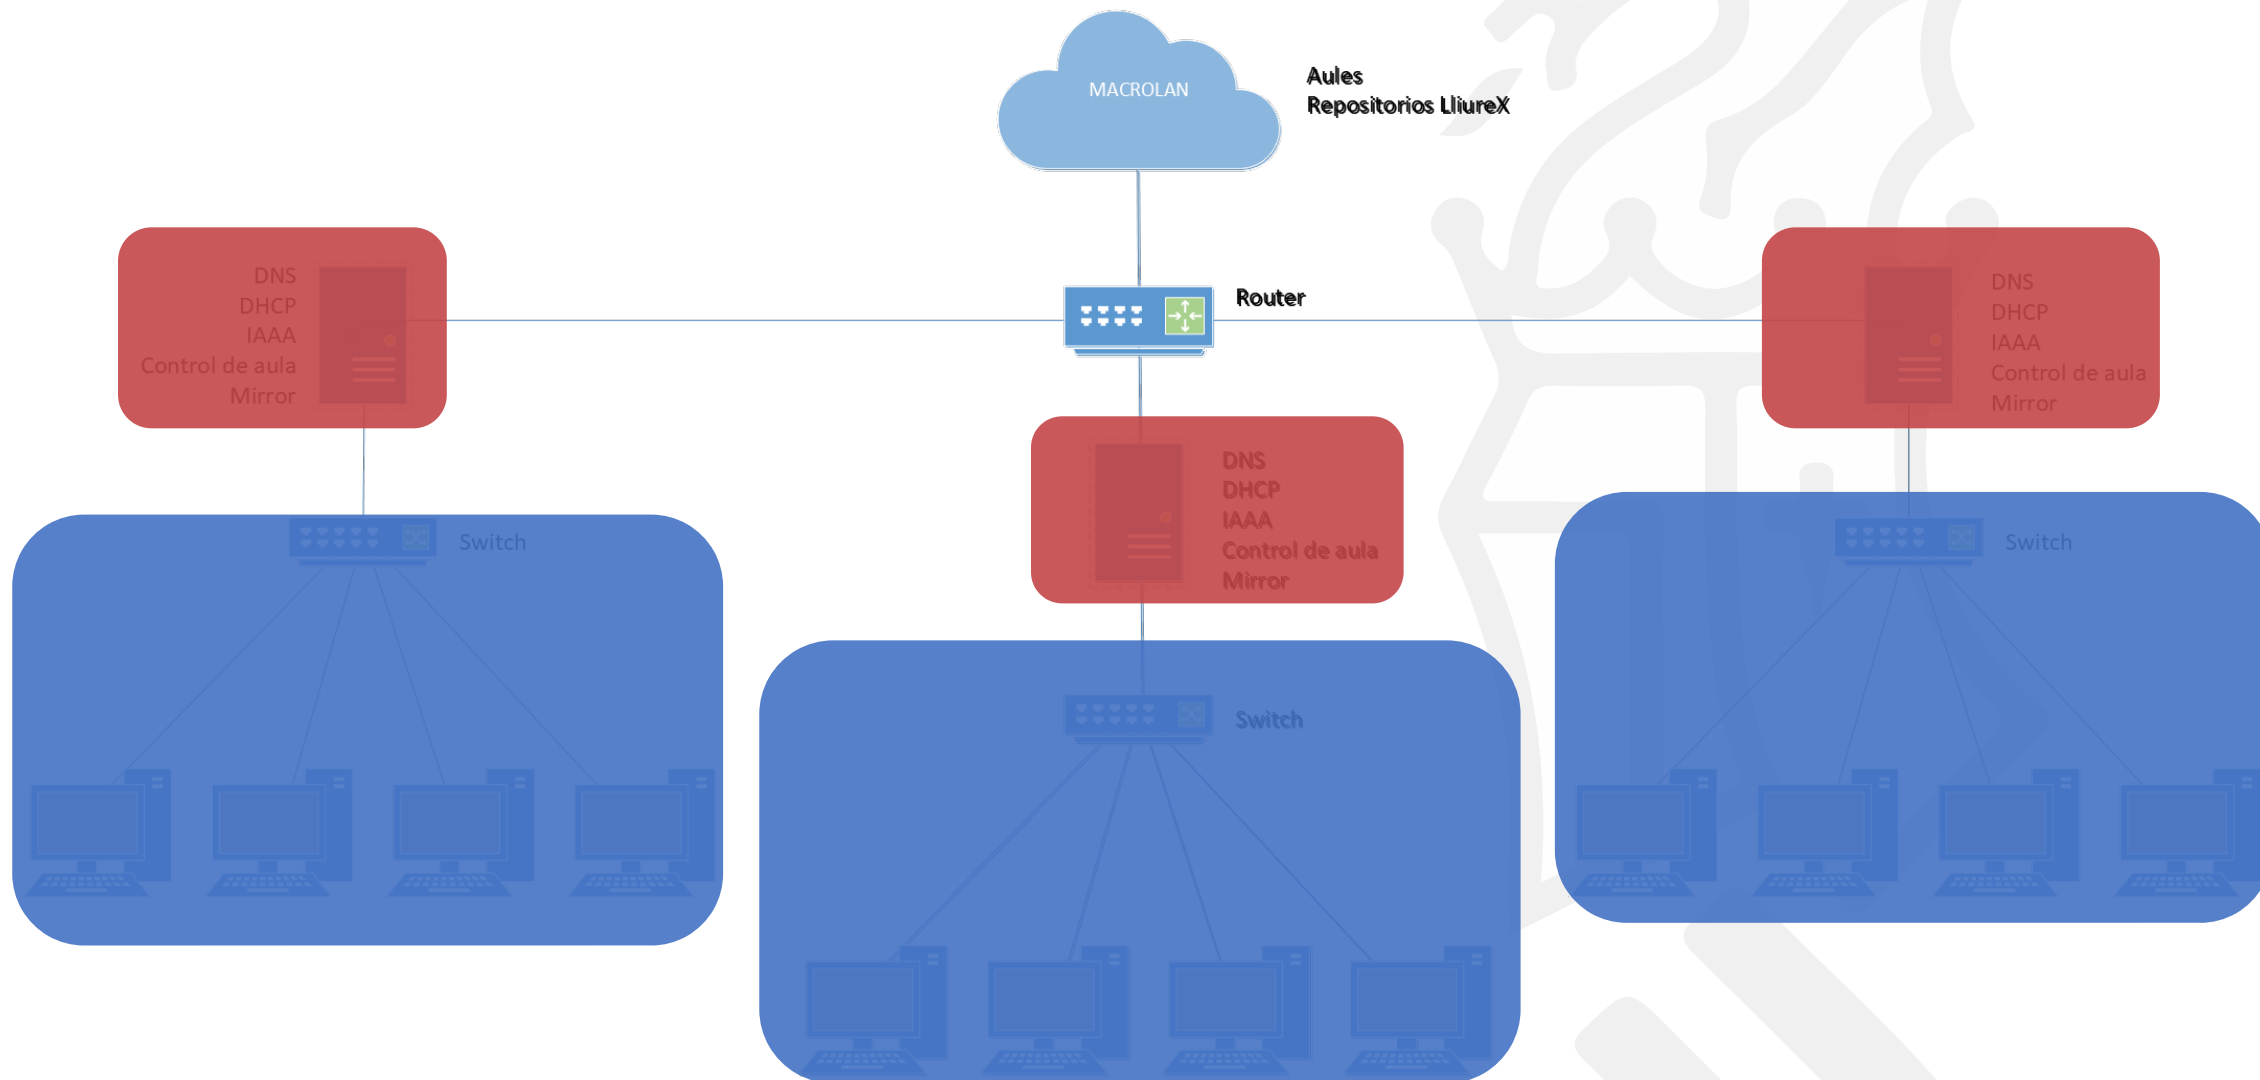 MACROLAN
Aules
Repositorios LliureX
Router
DNS
DHCP
IAAA
Control de aula
Mirror
DNS
DHCP
IAAA
Control de aula
Mirror
DNS
DHCP
IAAA
Control de aula
Mirror
Switch
Switch
Switch